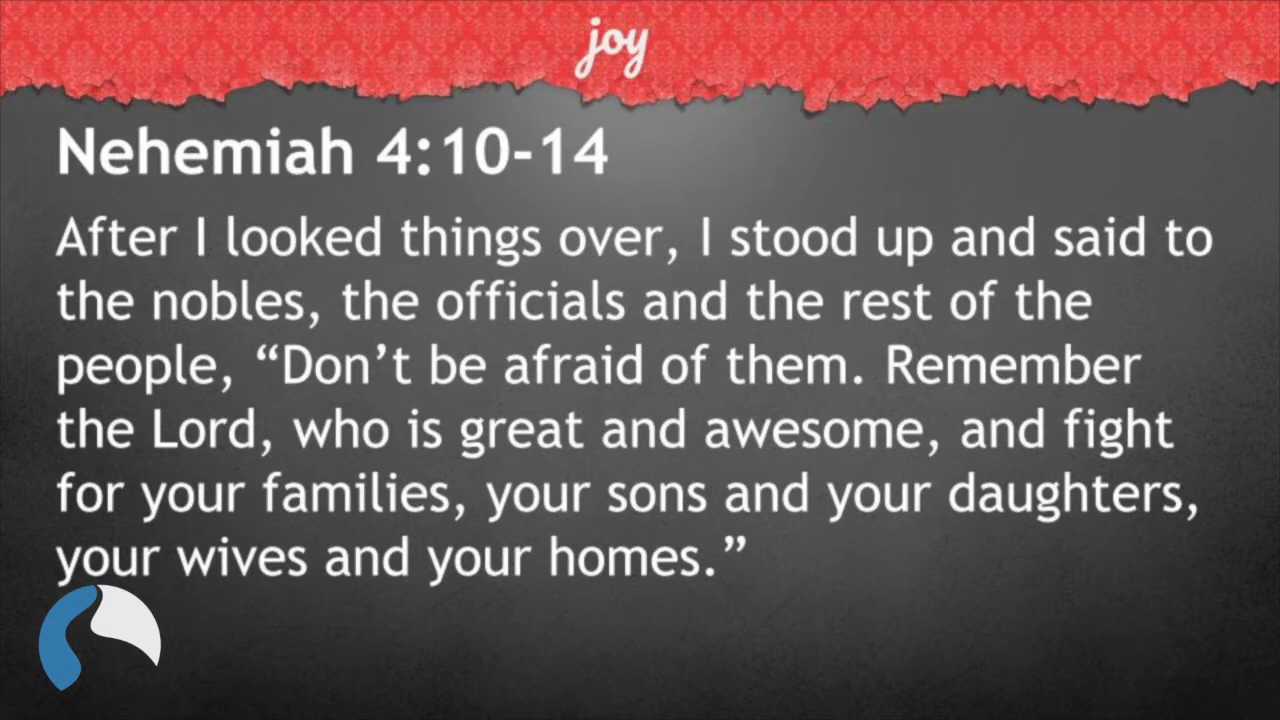 joy
Nehemiah 4:10-14
After I looked things over, I stood up and said to
the nobles, the officials and the rest of the
people, “Don’t be afraid of them. Remember
the Lord, who is great and awesome, and fight
for your families, your sons and your daughters,
your wives and your homes.”